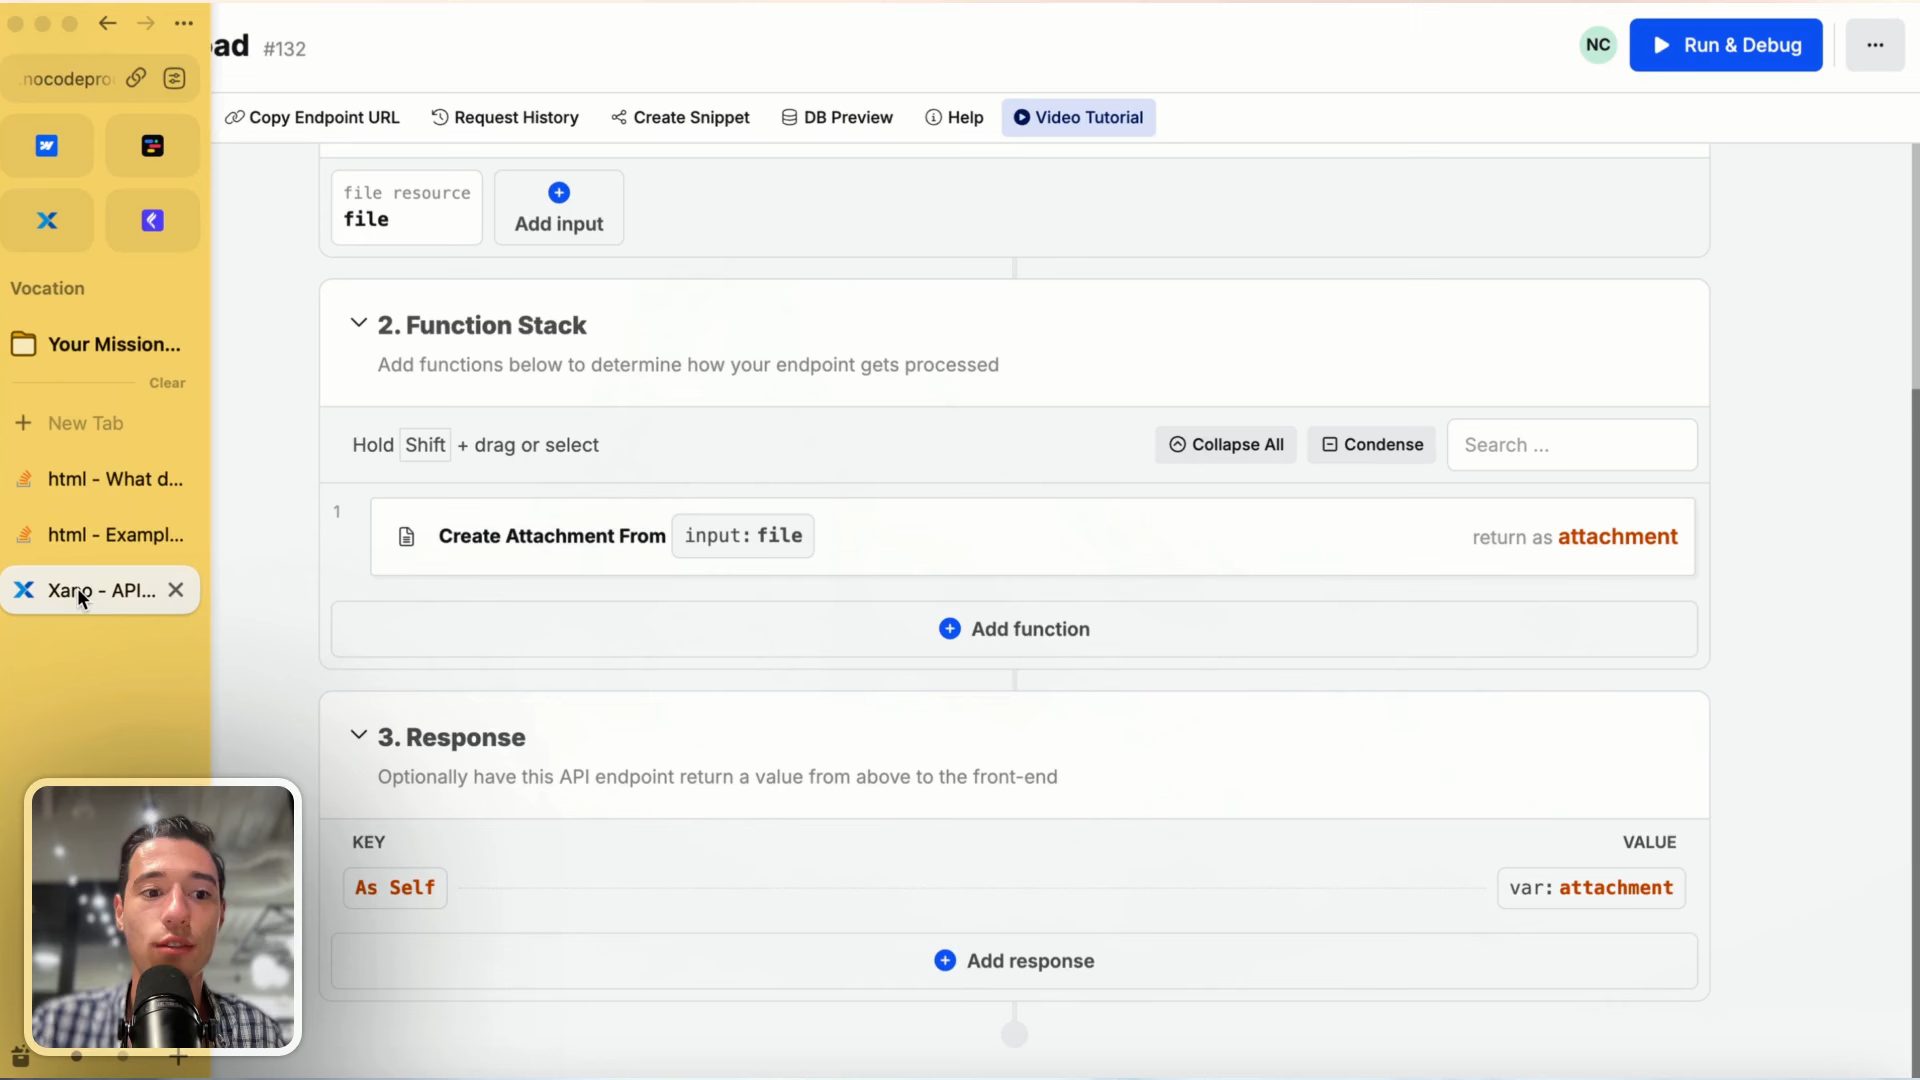 oad #132
NC
Run & Debug
.nocodepro
Copy Endpoint URL
Request History
Create Snippet
DB Preview
Help
Video Tutorial
file resource
file
Add input
Vocation
Your Mission...
Clear
New Tab
html - What d...
html - Exampl...
Xano - API...
2. Function Stack
Add functions below to determine how your endpoint gets processed
Hold Shift + drag or select
Collapse All
Condense
Search ...
1
Create Attachment From input: file
return as attachment
Add function
3. Response
Optionally have this API endpoint return a value from above to the front-end
KEY
VALUE
As Self
var: attachment
Add response